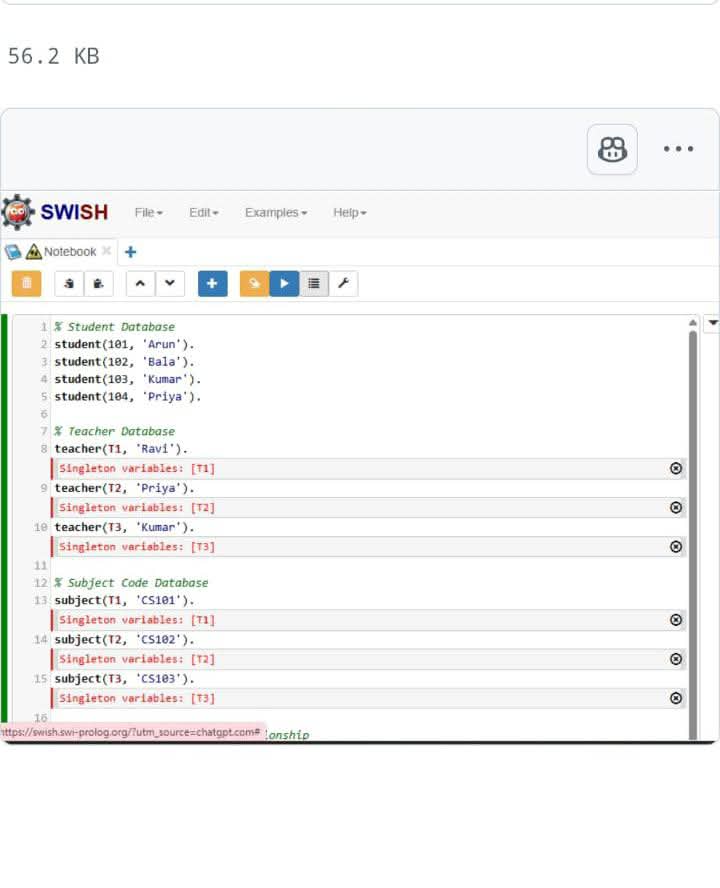 56.2 KB
SWISH File Edit Examples Help
Notebook
1 % Student Database
2 student(101, 'Arun').
3 student(102, 'Bala').
4 student(103, 'Kumar').
5 student(104, 'Priya').
6
7 % Teacher Database
8 teacher(T1, 'Ravi').
Singleton variables: [T1]
9 teacher(T2, 'Priya').
Singleton variables: [T2]
10 teacher(T3, 'Kumar').
Singleton variables: [T3]
11
12 % Subject Code Database
13 subject(T1, 'CS101').
Singleton variables: [T1]
14 subject(T2, 'CS102').
Singleton variables: [T2]
15 subject(T3, 'CS103').
Singleton variables: [T3]
16
https://swish.swi-prolog.org/?utm_source=chatgpt.com# ionship